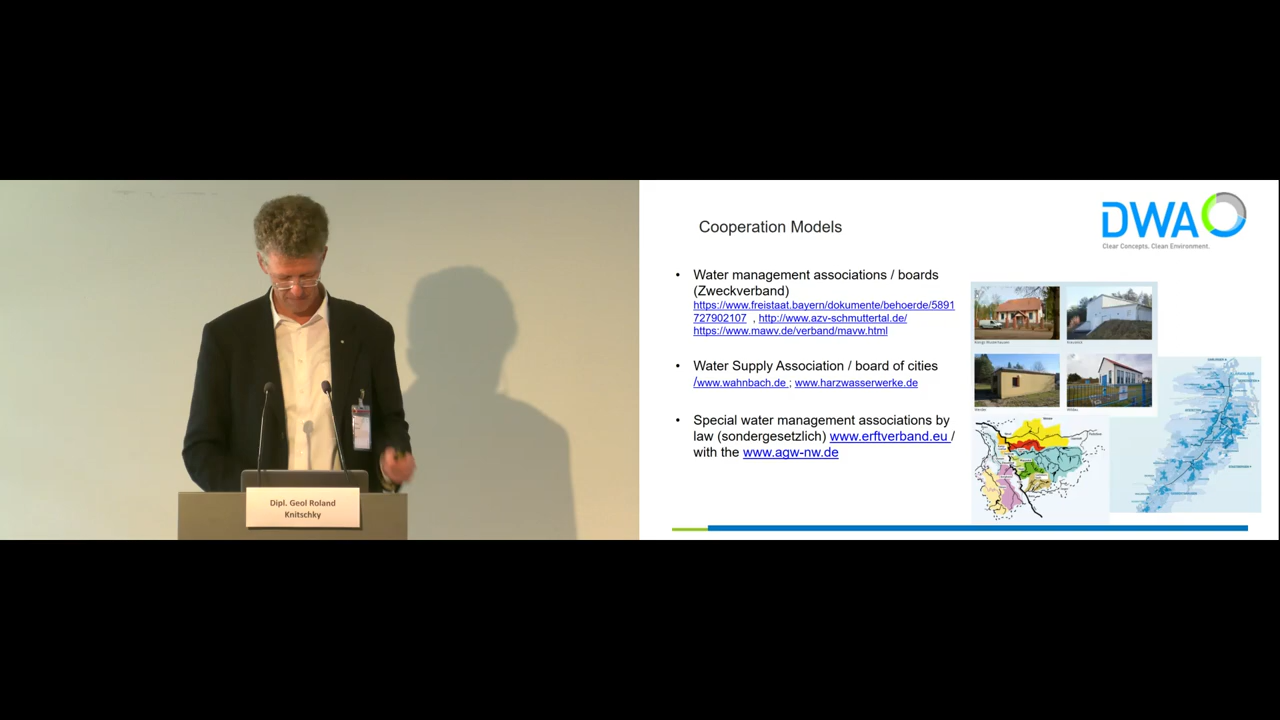 Dipl. Geol Roland
Knitschky
DWA
Clear Concepts. Clean Environment.
Cooperation Models
• Water management associations / boards
(Zweckverband)
https://www.freistaat.bayern/dokumente/behoerde/5891
727902107 , http://www.azv-schmuttertal.de/
https://www.mawv.de/verband/mavw.html
• Water Supply Association / board of cities
/www.wahnbach.de ; www.harzwasserwerke.de
• Special water management associations by
law (sondergesetzlich) www.erftverband.eu /
with the www.agw-nw.de